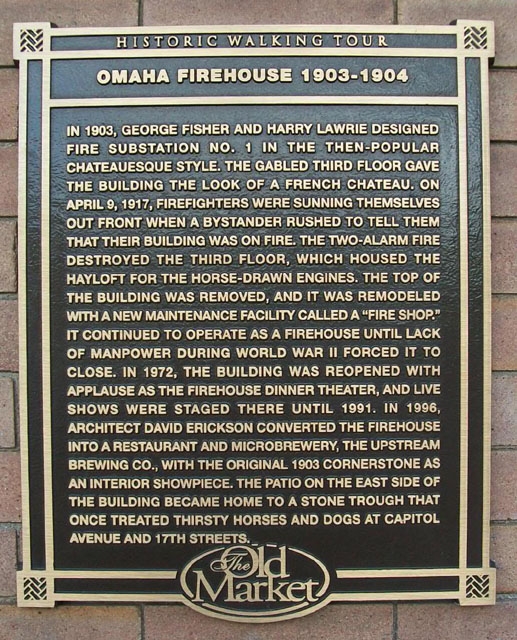 HISTORIC WALKING TOUR
OMAHA FIREHOUSE 1903-1904
IN 1903, GEORGE FISHER AND HARRY LAWRIE DESIGNED
FIRE SUBSTATION NO. 1 IN THE THEN-POPULAR
CHATEAUESQUE STYLE. THE GABLED THIRD FLOOR GAVE
THE BUILDING THE LOOK OF A FRENCH CHATEAU. ON
APRIL 9, 1917, FIREFIGHTERS WERE SUNNING THEMSELVES
OUT FRONT WHEN A BYSTANDER RUSHED TO TELL THEM
THAT THEIR BUILDING WAS ON FIRE. THE TWO-ALARM FIRE
DESTROYED THE THIRD FLOOR, WHICH HOUSED THE
HAYLOFT FOR THE HORSE-DRAWN ENGINES. THE TOP OF
THE BUILDING WAS REMOVED, AND IT WAS REMODELED
WITH A NEW MAINTENANCE FACILITY CALLED A "FIRE SHOP."
IT CONTINUED TO OPERATE AS A FIREHOUSE UNTIL LACK
OF MANPOWER DURING WORLD WAR II FORCED IT TO
CLOSE. IN 1972, THE BUILDING WAS REOPENED WITH
APPLAUSE AS THE FIREHOUSE DINNER THEATER, AND LIVE
SHOWS WERE STAGED THERE UNTIL 1991. IN 1996,
ARCHITECT DAVID ERICKSON CONVERTED THE FIREHOUSE
INTO A RESTAURANT AND MICROBREWERY, THE UPSTREAM
BREWING CO., WITH THE ORIGINAL 1903 CORNERSTONE AS
AN INTERIOR SHOWPIECE. THE PATIO ON THE EAST SIDE OF
THE BUILDING BECAME HOME TO A STONE TROUGH THAT
ONCE TREATED THIRSTY HORSES AND DOGS AT CAPITOL
AVENUE AND 17TH STREETS.
The Old
Market